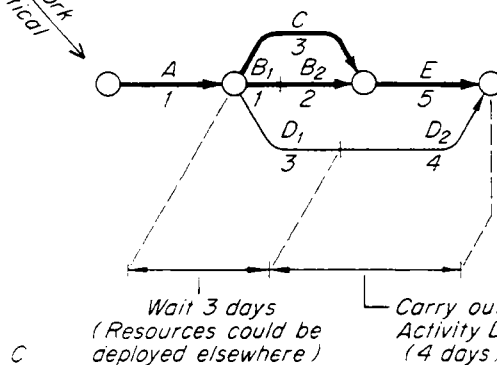 C
3
A
B₁ B₂
E
1
1 2
5
D₁ D₂
3 4
Wait 3 days
(Resources could be
deployed elsewhere)
Carry
Activity
(4 days)
C